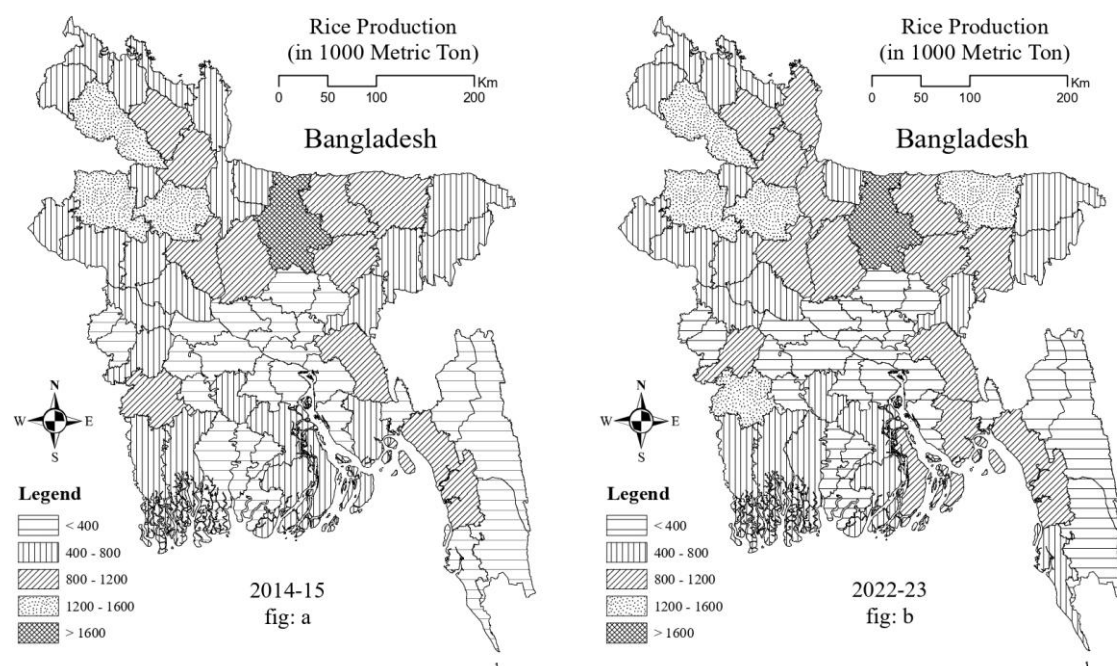 Rice Production
(in 1000 Metric Ton)
Km
0 50 100 200
Bangladesh
N
W E
S
Legend
< 400
400 - 800
800 - 1200
1200 - 1600
> 1600
2014-15
fig: a
Rice Production
(in 1000 Metric Ton)
Km
0 50 100 200
Bangladesh
N
W E
S
Legend
< 400
400 - 800
800 - 1200
1200 - 1600
> 1600
2022-23
fig: b